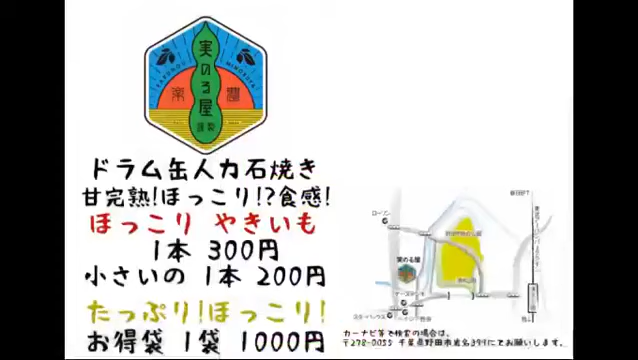 実のる屋
謹製
楽
農
ドラム缶人力石焼き
甘完熟!ほっこり!?食感!
ほっこり やきいも
1本 300円
小さいの 1本 200円
たっぷり!ほっこり!
お得袋 1袋 1000円
ローソン
実のる屋
カーナビ等で検索の場合は、
〒278-0055 千葉県野田市岩名391にてお願いします。